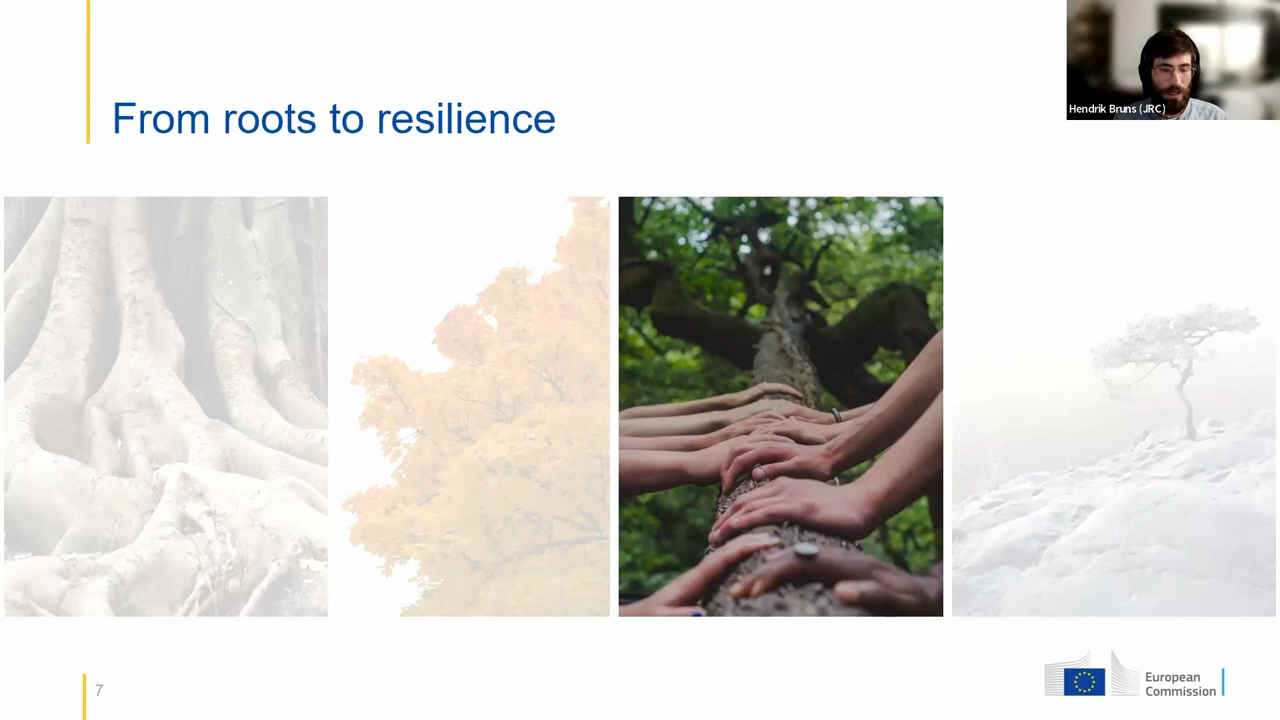 From roots to resilience
Hendrik Bruns (JRC)
7
European
Commission